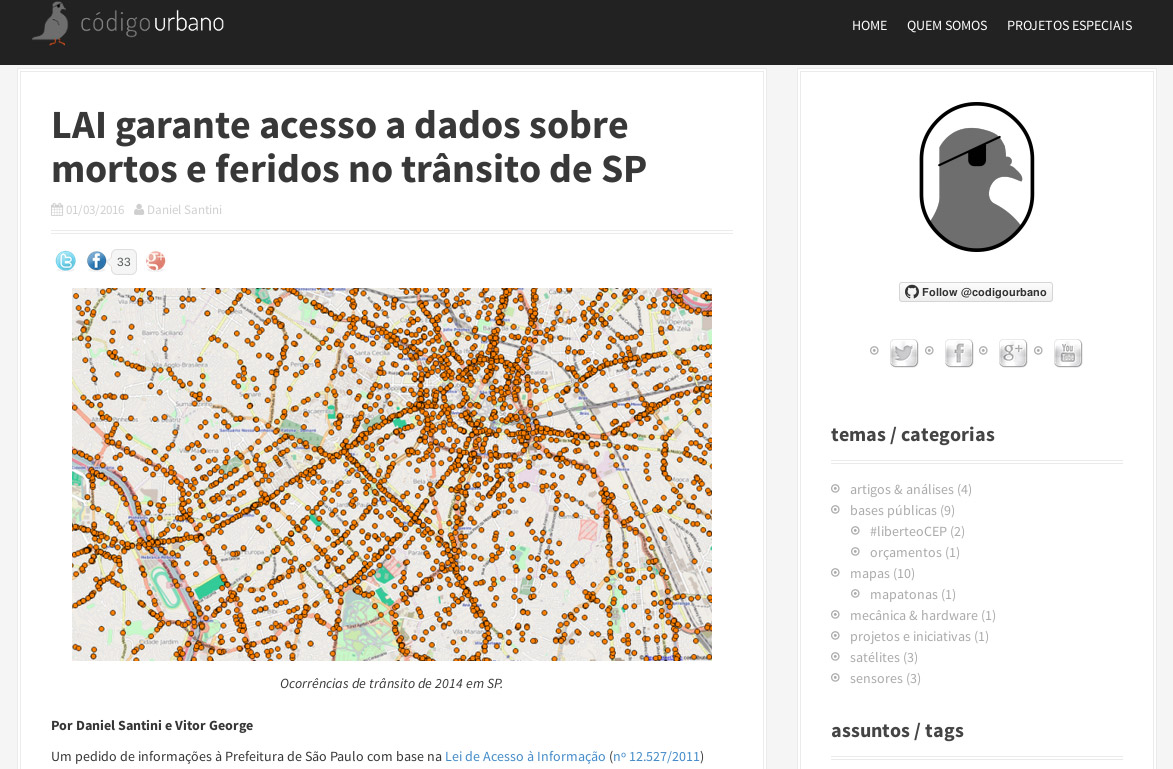 código urbano
HOME QUEM SOMOS PROJETOS ESPECIAIS
LAI garante acesso a dados sobre
mortos e feridos no trânsito de SP
01/03/2016 Daniel Santini
33
Ocorrências de trânsito de 2014 em SP.
Por Daniel Santini e Vitor George
Um pedido de informações à Prefeitura de São Paulo com base na Lei de Acesso à Informação (nº 12.527/2011)
Follow @codigourbano
temas / categorias
artigos & análises (4)
bases públicas (9)
#liberteoCEP (2)
orçamentos (1)
mapas (10)
mapatonas (1)
mecânica & hardware (1)
projetos e iniciativas (1)
satélites (3)
sensores (3)
assuntos / tags